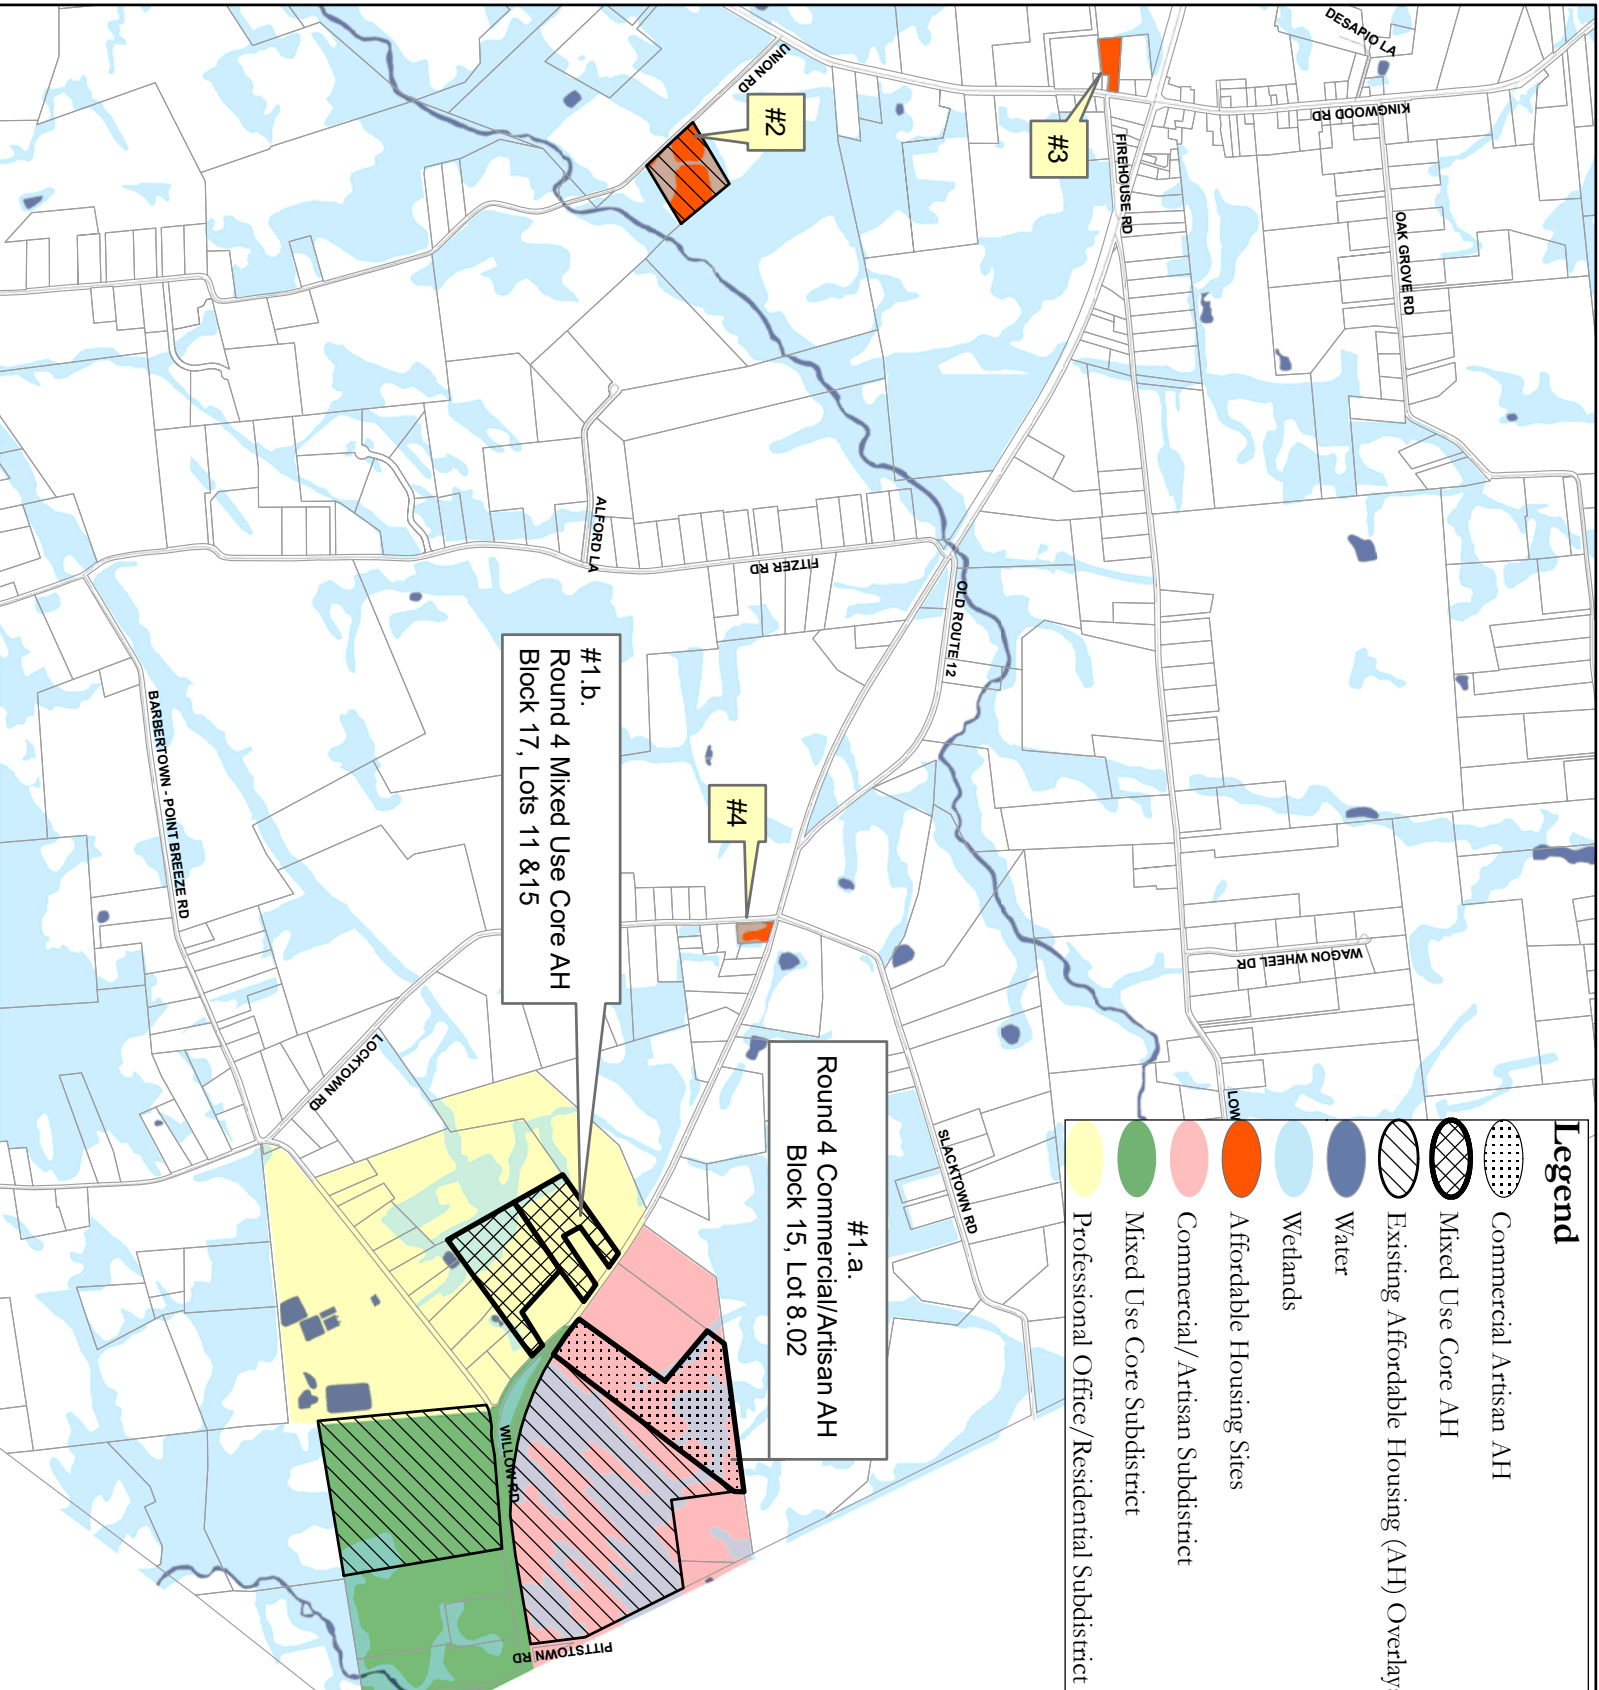 Legend
Commercial Artisan AH
Mixed Use Core AH
Existing Affordable Housing (AH) Overlays
Water
Wetlands
Affordable Housing Sites
Commercial/Artisan Subdistrict
Mixed Use Core Subdistrict
Professional Office/Residential Subdistrict
#1.a.
Round 4 Commercial/Artisan AH
Block 15, Lot 8.02
#1.b.
Round 4 Mixed Use Core AH
Block 17, Lots 11 &15
#2
#3
#4
DESAPIO LA
KINGWOOD RD
UNION RD
FIREHOUSE RD
OAK GROVE RD
ALFORD LA
FITZER RD
OLD ROUTE 12
BARBERTOWN - POINT BREEZE RD
WAGON WHEEL DR
LOW
LOCKTOWN RD
SLACKTOWN RD
WILLOW RD
PITTSTOWN RD